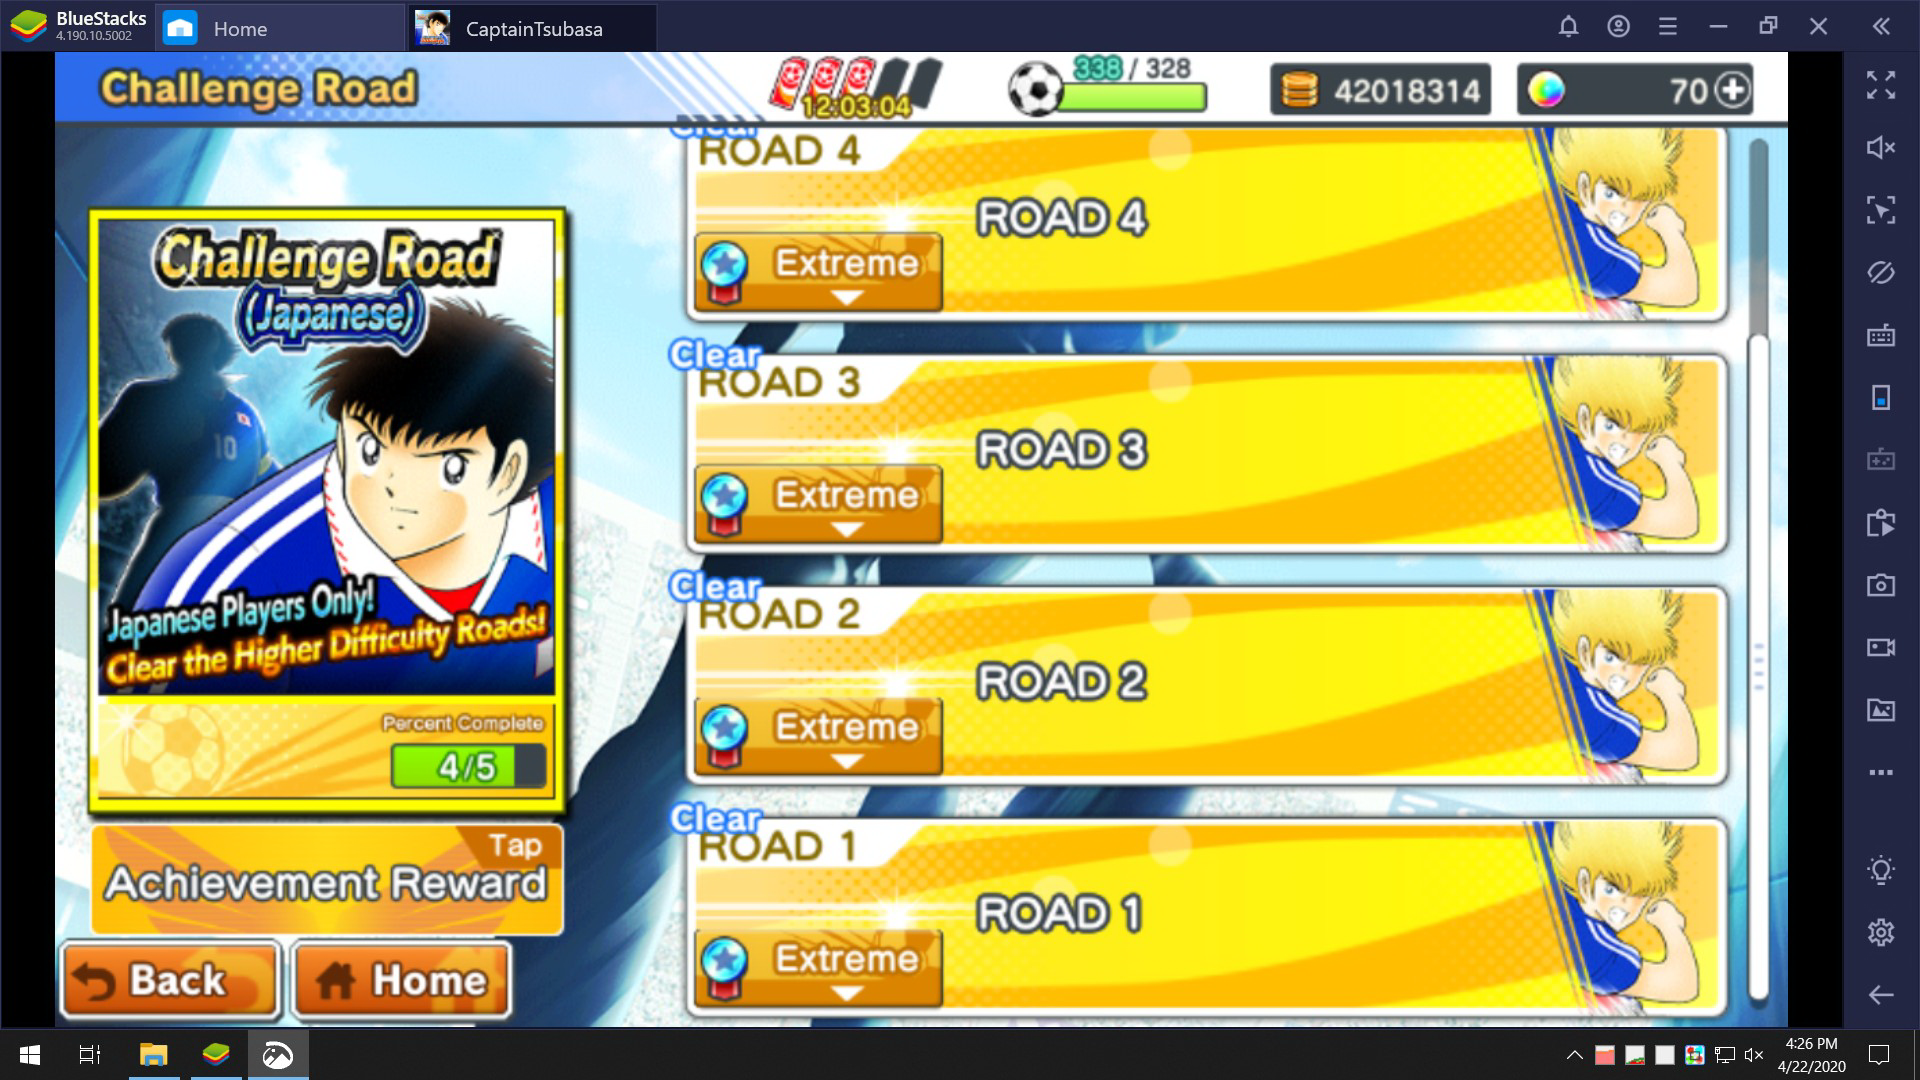 BlueStacks
4.190.10.5002
Home
CaptainTsubasa
Challenge Road
12:03:04
338 / 328
42018314
70
Challenge Road
(Japanese)
10
Japanese Players Only!
Clear the Higher Difficulty Roads!
Percent Complete
4/5
Tap
Achievement Reward
Back
Home
Clear
ROAD 4
ROAD 4
Extreme
Clear
ROAD 3
ROAD 3
Extreme
Clear
ROAD 2
ROAD 2
Extreme
Clear
ROAD 1
ROAD 1
Extreme
4:26 PM
4/22/2020